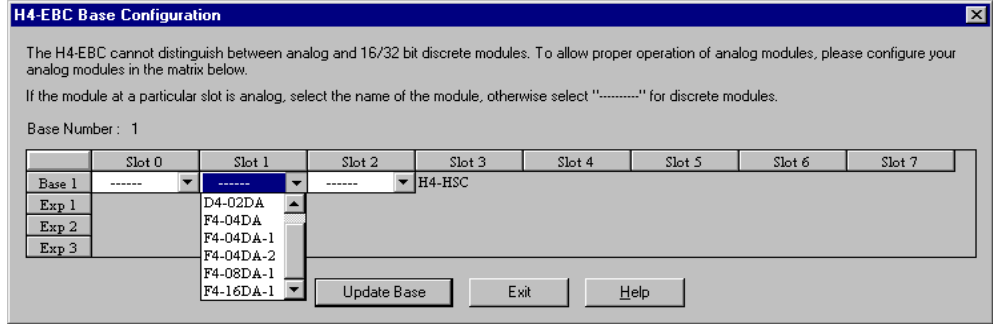 H4-EBC Base Configuration
The H4-EBC cannot distinguish between analog and 16/32 bit discrete modules. To allow proper operation of analog modules, please configure your
analog modules in the matrix below.
If the module at a particular slot is analog, select the name of the module, otherwise select "----------" for discrete modules.
Base Number : 1
Slot 0 Slot 1 Slot 2 Slot 3 Slot 4 Slot 5 Slot 6 Slot 7
Base 1 ------ ------ ------ H4-HSC
Exp 1
Exp 2
Exp 3
D4-02DA
F4-04DA
F4-04DA-1
F4-04DA-2
F4-08DA-1
F4-16DA-1
Update Base Exit Help